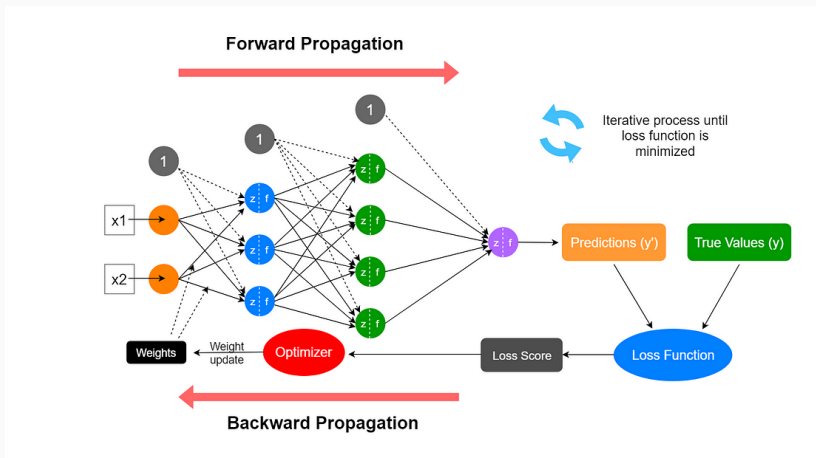 Forward Propagation
1
1
1
Iterative process until
loss function is
minimized
z f
z f
z f
z f
z f
z f
z f
z f
x1
x2
Predictions (y')
True Values (y)
Weights
Weight
update
Optimizer
Loss Score
Loss Function
Backward Propagation